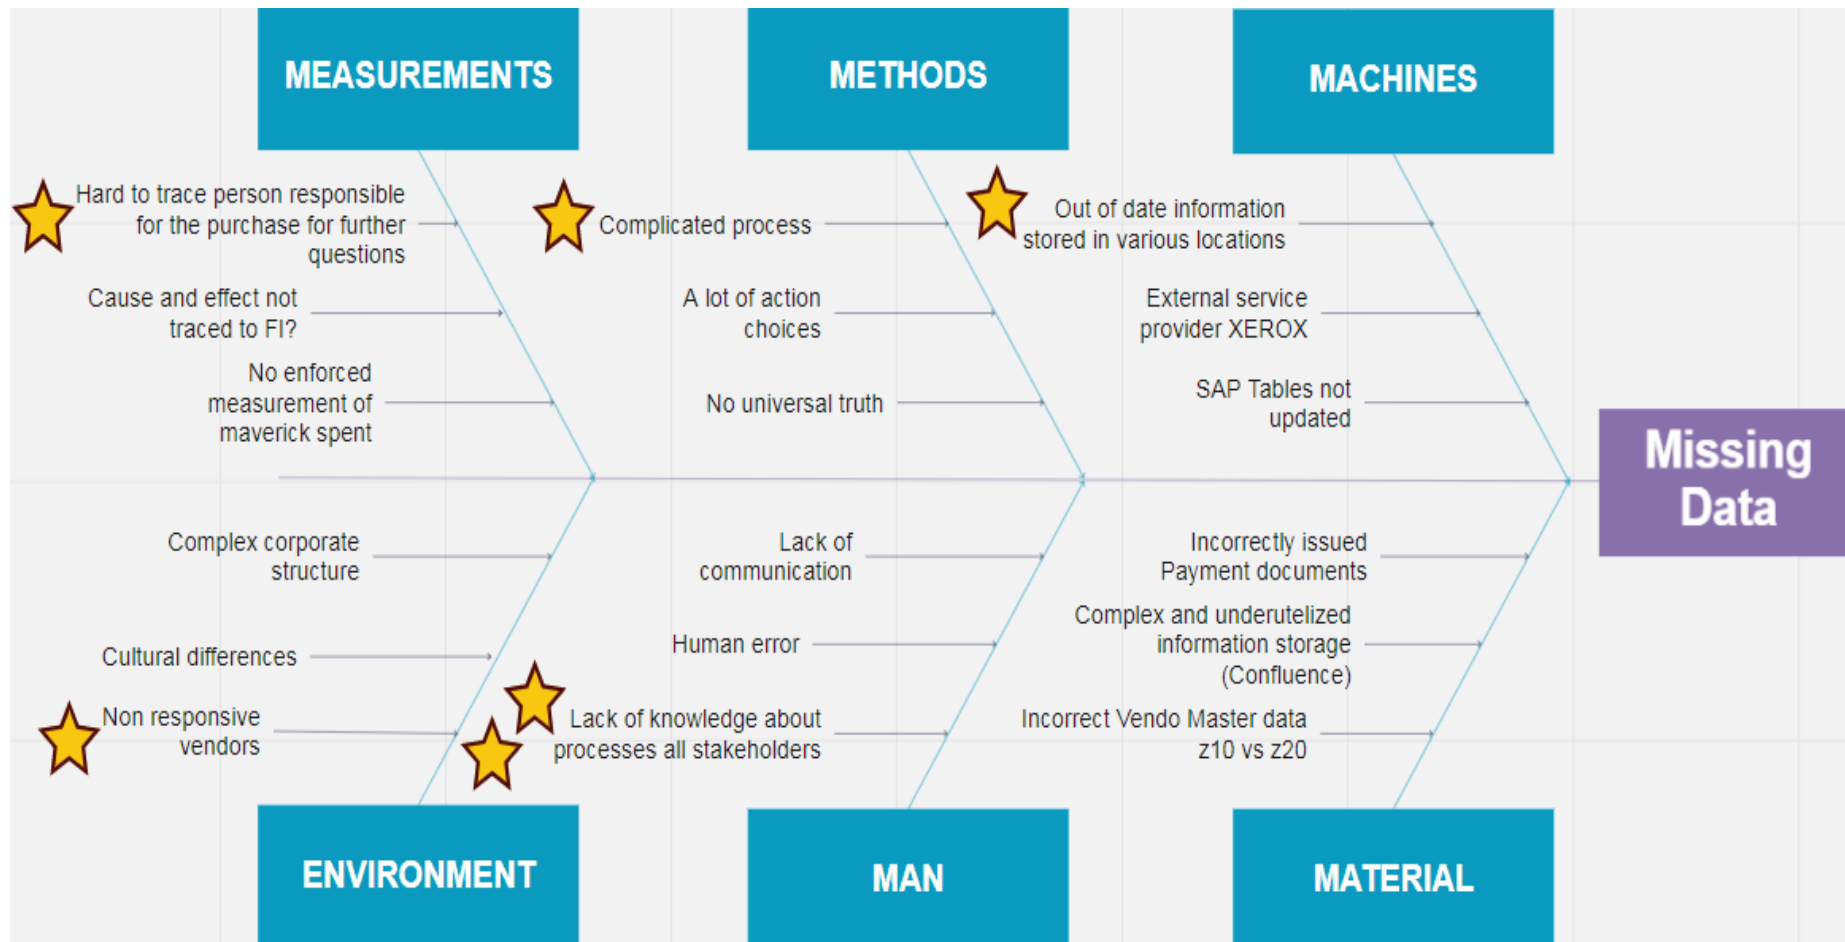 MEASUREMENTS
METHODS
MACHINES
Hard to trace person responsible
for the purchase for further
questions
Cause and effect not
traced to FI?
No enforced
measurement of
maverick spent
Complicated process
A lot of action
choices
No universal truth
Out of date information
stored in various locations
External service
provider XEROX
SAP Tables not
updated
Missing
Data
Complex corporate
structure
Cultural differences
Non responsive
vendors
Lack of
communication
Human error
Lack of knowledge about
processes all stakeholders
Incorrectly issued
Payment documents
Complex and underutelized
information storage
(Confluence)
Incorrect Vendo Master data
z10 vs z20
ENVIRONMENT
MAN
MATERIAL